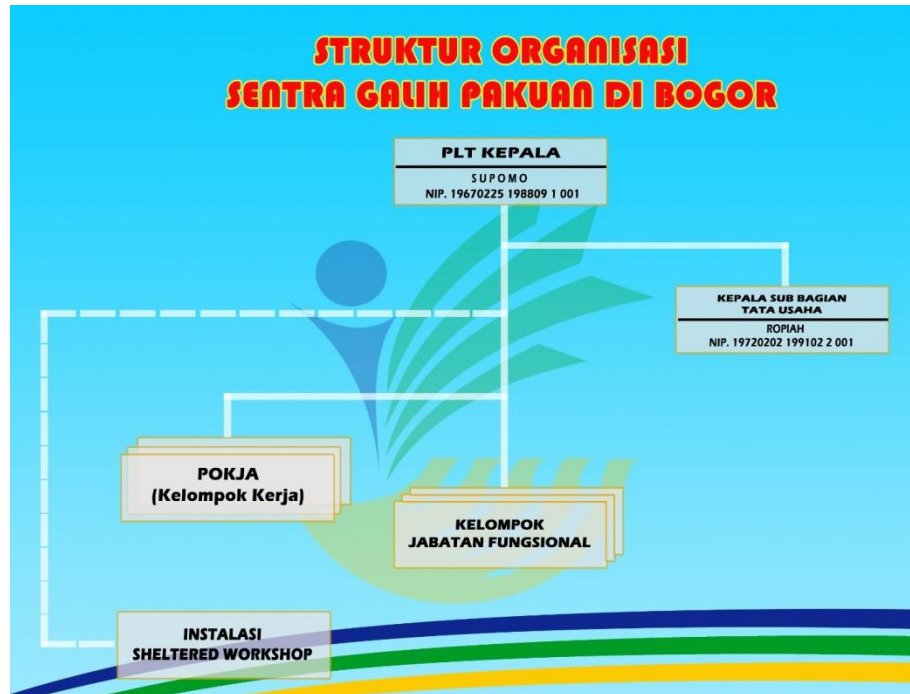 STRUKTUR ORGANISASI
SENTRA GALIH PAKUAN DI BOGOR
PLT KEPALA
SUPOMO
NIP. 19670225 198809 1 001
KEPALA SUB BAGIAN
TATA USAHA
ROPIAH
NIP. 19720202 199102 2 001
POKJA
(Kelompok Kerja)
KELOMPOK
JABATAN FUNGSIONAL
INSTALASI
SHELTERED WORKSHOP